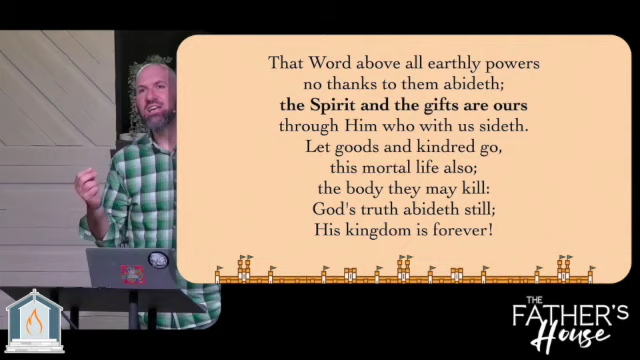 That Word above all earthly powers
no thanks to them abideth;
the Spirit and the gifts are ours
through Him who with us sideth.
Let goods and kindred go,
this mortal life also;
the body they may kill:
God's truth abideth still;
His kingdom is forever!
THE
FATHER'S
House